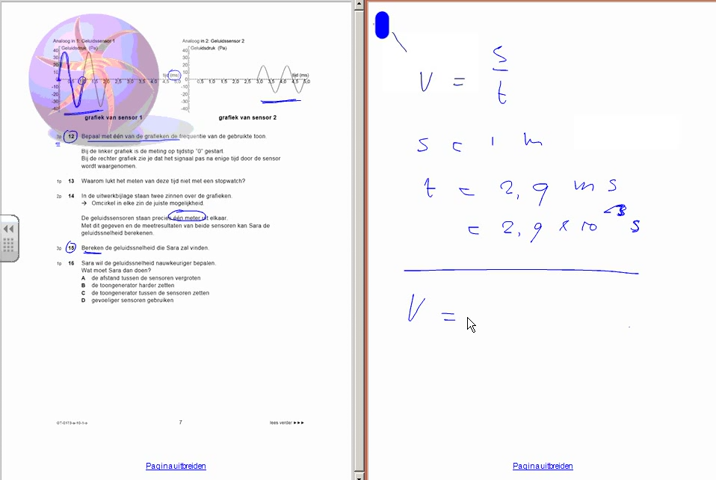 Analoog in 1: Geluidssensor 1
Geluidsdruk (Pa)
tijd (ms)
grafiek van sensor 1
Analoog in 2: Geluidssensor 2
Geluidsdruk (Pa)
tijd (ms)
grafiek van sensor 2
12 Bepaal met één van de grafieken de frequentie van de gebruikte toon.
Bij de linker grafiek is de meting op tijdstip "0" gestart.
Bij de rechter grafiek zie je dat het signaal pas na enige tijd door de sensor
wordt waargenomen.
13 Waarom lukt het meten van deze tijd niet met een stopwatch?
14 In de uitwerkbijlage staan twee zinnen over de grafieken.
→ Omcirkel in elke zin de juiste mogelijkheid.
De geluidssensoren staan precies één meter uit elkaar.
Met dit gegeven en de meetresultaten van beide sensoren kan Sara de
geluidssnelheid berekenen.
15 Bereken de geluidssnelheid die Sara zal vinden.
16 Sara wil de geluidssnelheid nauwkeuriger bepalen.
Wat moet Sara dan doen?
A de afstand tussen de sensoren vergroten
B de toongenerator harder zetten
C de toongenerator tussen de sensoren zetten
D gevoeliger sensoren gebruiken
7
lees verder ►►►
Pagina uitbreiden
v = s / t
s = 1 m
t = 2,9 ms
= 2,9 x 10⁻³ s
V =
Pagina uitbreiden